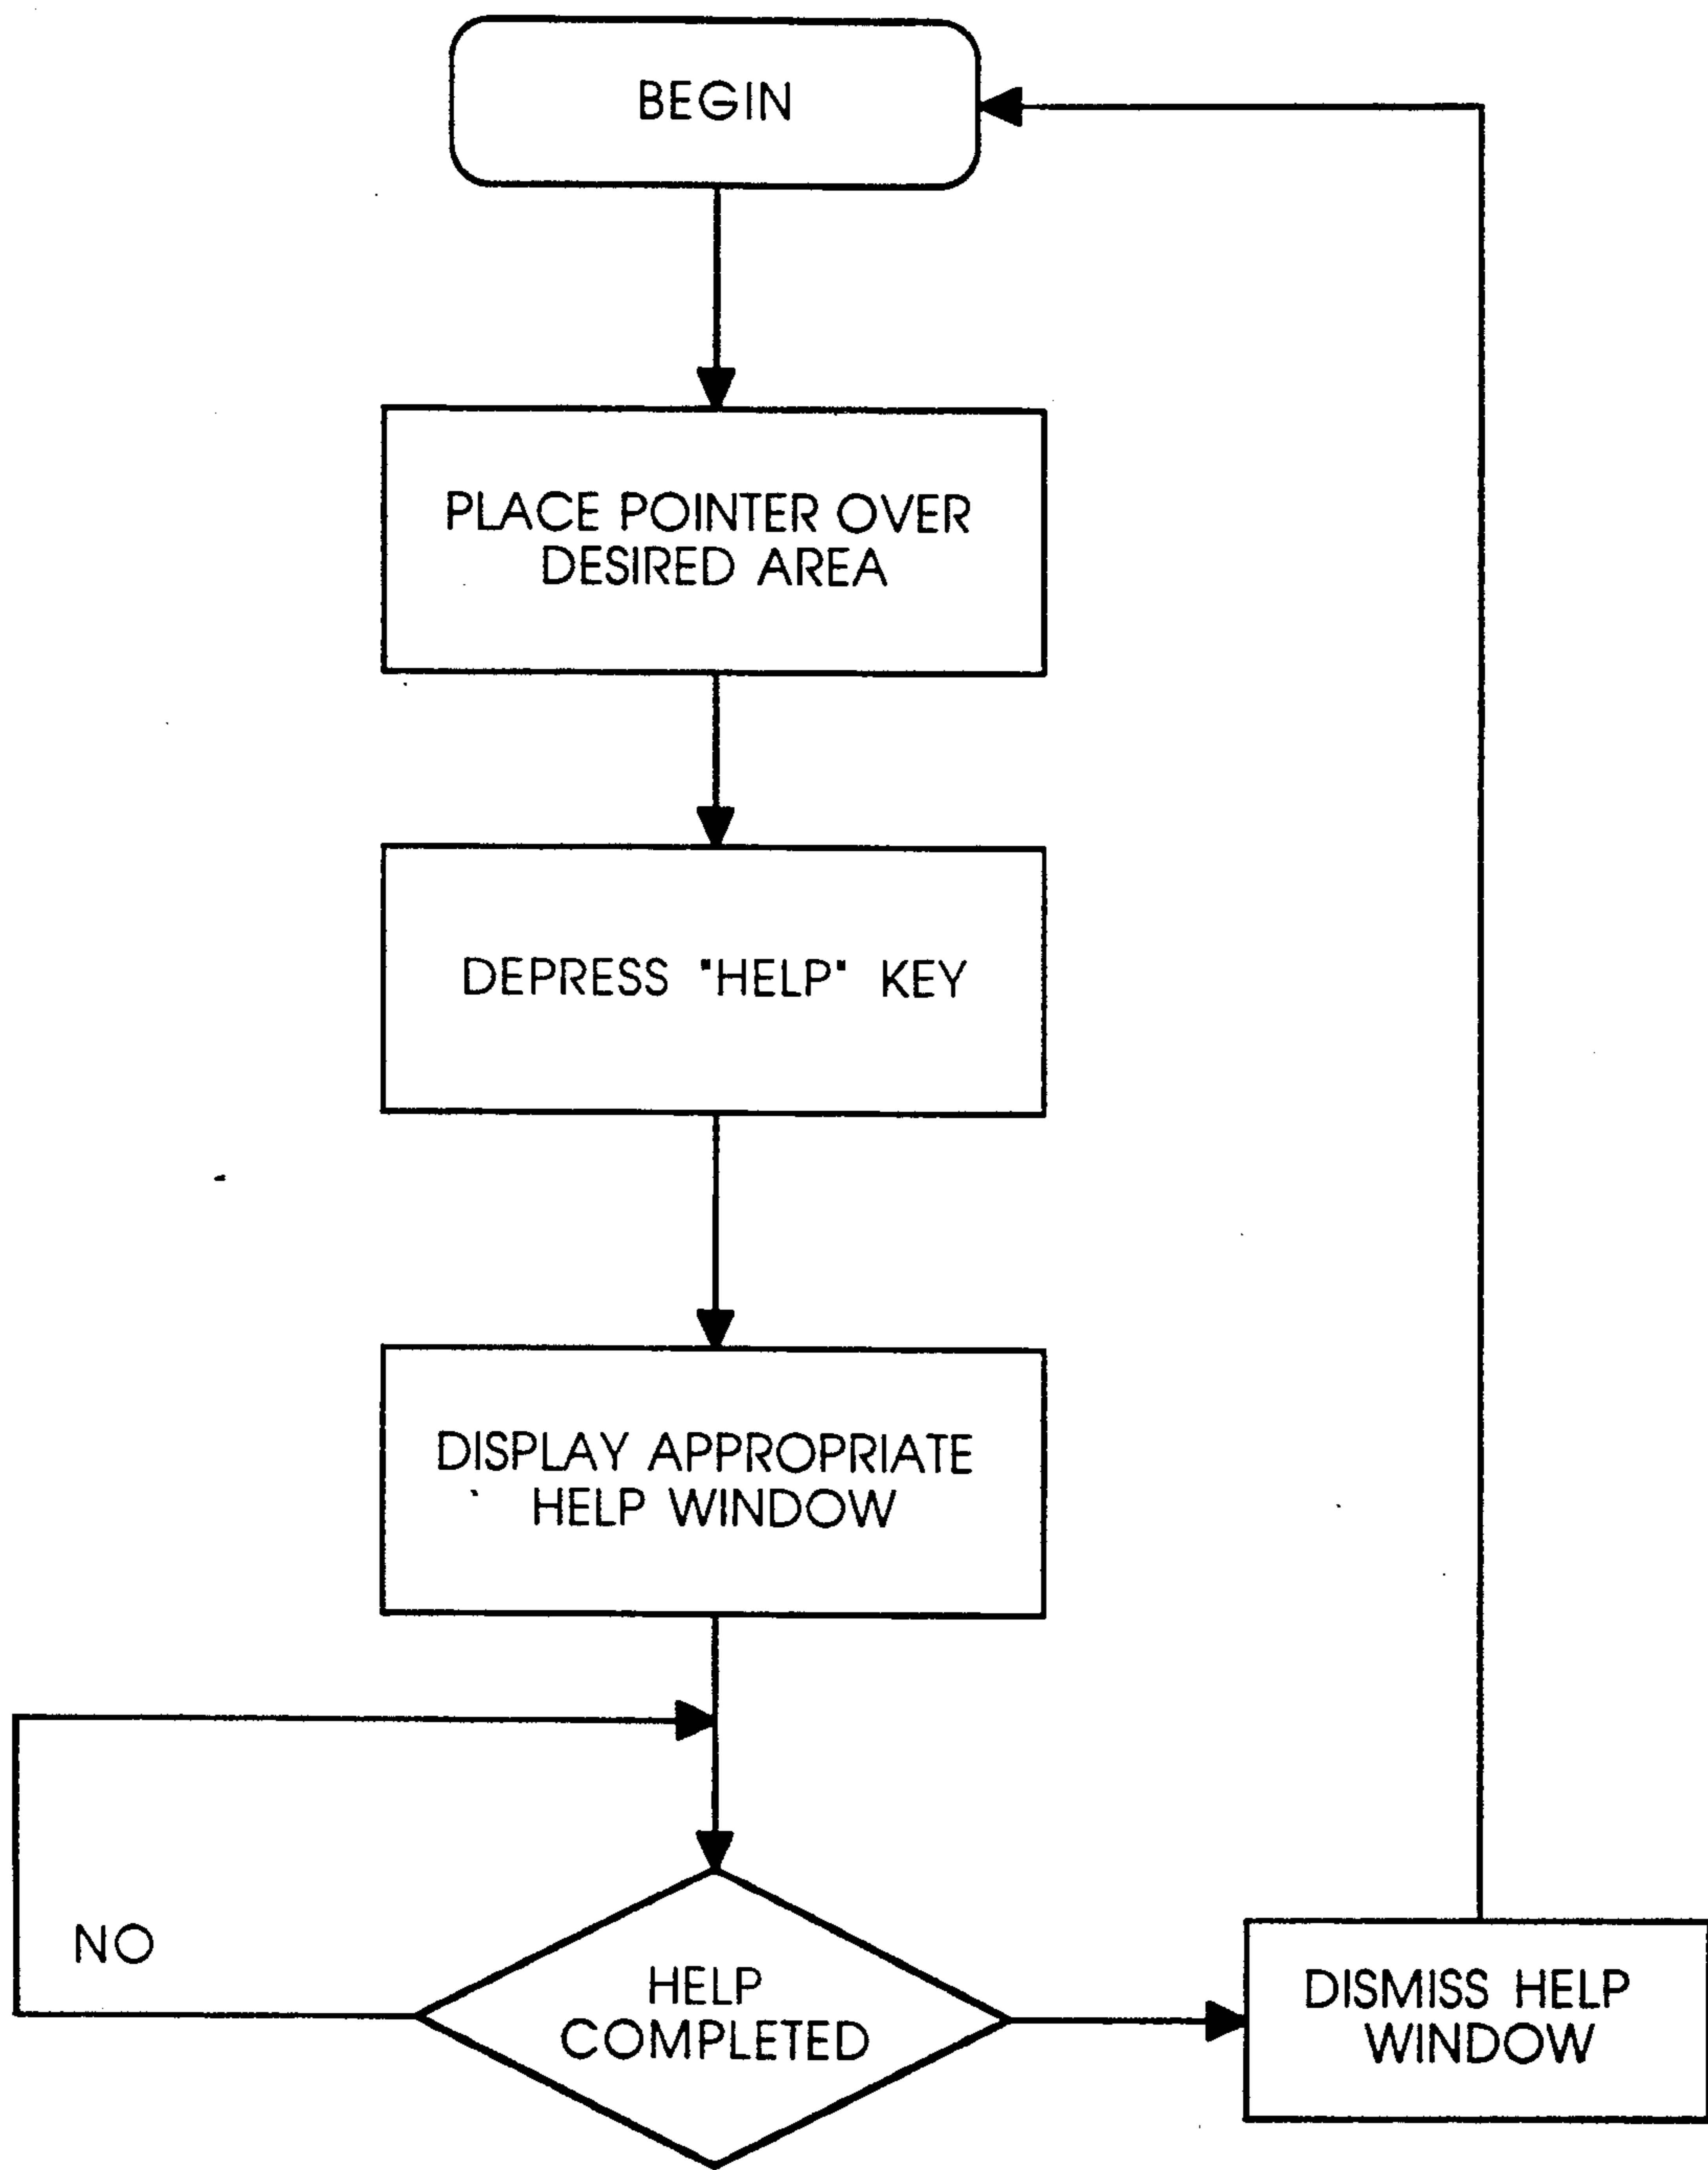 BEGIN
PLACE POINTER OVER
DESIRED AREA
DEPRESS "HELP" KEY
DISPLAY APPROPRIATE
HELP WINDOW
NO
HELP
COMPLETED
DISMISS HELP
WINDOW